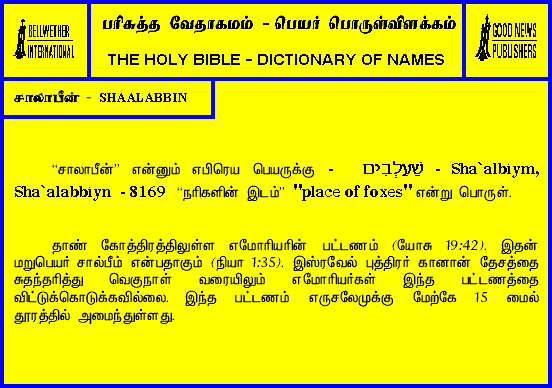 BELLWETHER
INTERNATIONAL
பரிசுத்த வேதாகமம் - பெயர் பொருள்விளக்கம்
THE HOLY BIBLE - DICTIONARY OF NAMES
GOOD NEWS
PUBLISHERS
சாலாபீன் - SHAALABBIN
“சாலாபீன்” என்னும் எபிரெய பெயருக்கு - שַׁעַלְבִים - Sha`albiym,
Sha`alabbiyn - 8169 “நரிகளின் இடம்” "place of foxes" என்று பொருள்.
தாண் கோத்திரத்திலுள்ள எமோரியரின் பட்டணம் (யோசு 19:42). இதன்
மறுபெயர் சால்பீம் என்பதாகும் (நியா 1:35). இஸ்ரவேல் புத்திரர் கானான் தேசத்தை
சுதந்தரித்து வெகுநாள் வரையிலும் எமோரியர்கள் இந்த பட்டணத்தை
விட்டுக்கொடுக்கவில்லை. இந்த பட்டணம் எருசலேமுக்கு மேற்கே 15 மைல்
தூரத்தில் அமைந்துள்ளது.